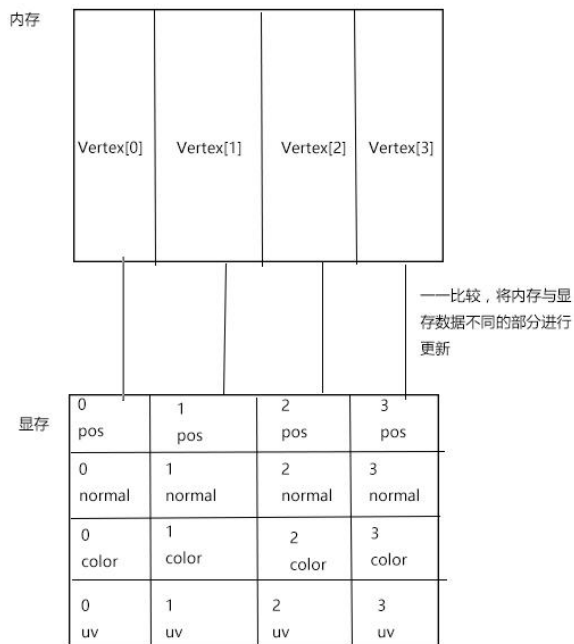 内存
Vertex[0] Vertex[1] Vertex[2] Vertex[3]
一一比较，将内存与显
存数据不同的部分进行
更新
显存
0 1 2 3
pos pos pos pos
0 1 2 3
normal normal normal normal
0 1 2 3
color color color color
0 1 2 3
uv uv uv uv